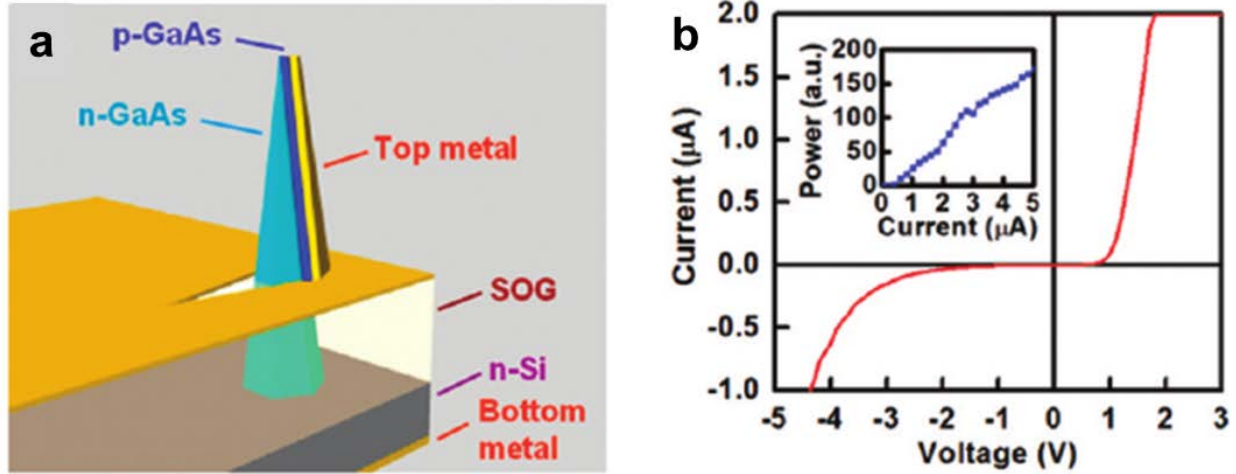 a
p-GaAs
n-GaAs
Top metal
SOG
n-Si
Bottom
metal
b
2.0
1.5
1.0
0.5
0.0
-0.5
-1.0
Current (μA)
-5 -4 -3 -2 -1 0 1 2 3
Voltage (V)
200
150
100
50
0
Power (a.u.)
0 1 2 3 4 5
Current (μA)